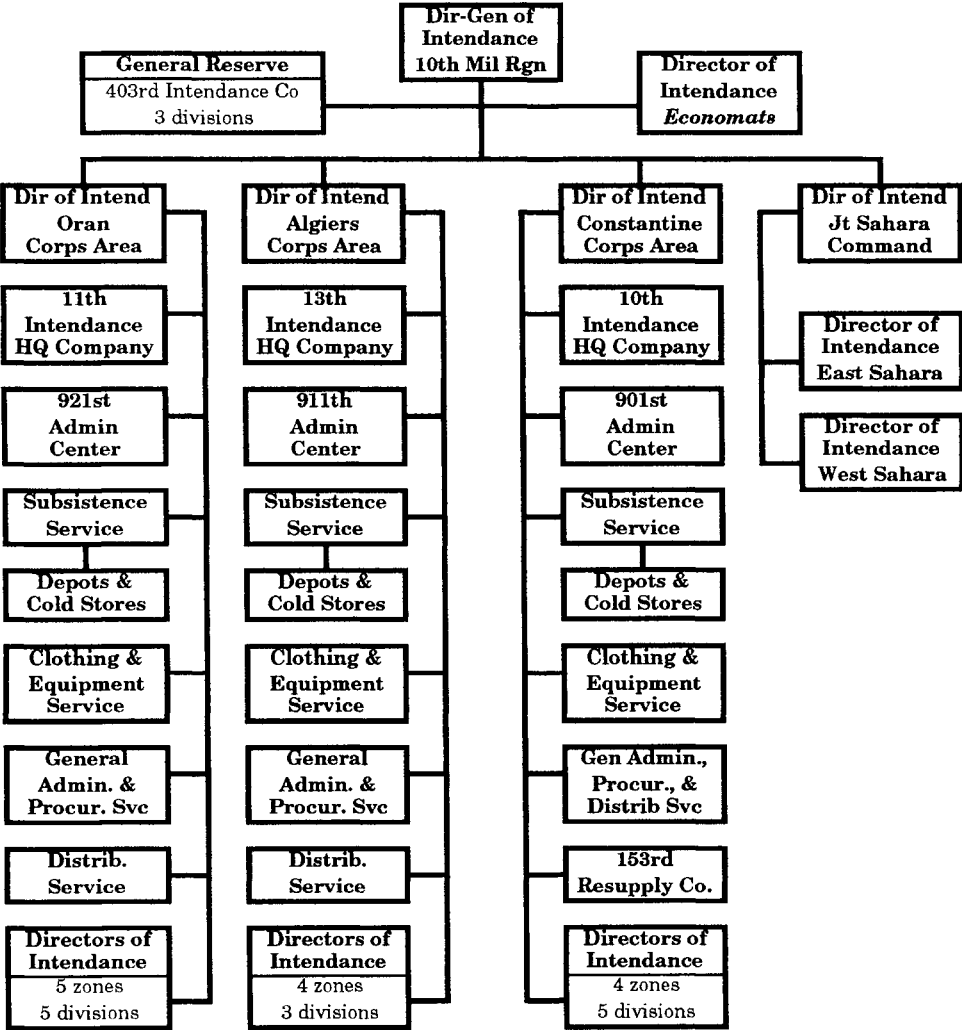 Dir-Gen of
Intendance
10th Mil Rgn
General Reserve
403rd Intendance Co
3 divisions
Director of
Intendance
Economats
Dir of Intend
Oran
Corps Area
11th
Intendance
HQ Company
921st
Admin
Center
Subsistence
Service
Depots &
Cold Stores
Clothing &
Equipment
Service
General
Admin. &
Procur. Svc
Distrib.
Service
Directors of
Intendance
5 zones
5 divisions
Dir of Intend
Algiers
Corps Area
13th
Intendance
HQ Company
911th
Admin
Center
Subsistence
Service
Depots &
Cold Stores
Clothing &
Equipment
Service
General
Admin. &
Procur. Svc
Distrib.
Service
Directors of
Intendance
4 zones
3 divisions
Dir of Intend
Constantine
Corps Area
10th
Intendance
HQ Company
901st
Admin
Center
Subsistence
Service
Depots &
Cold Stores
Clothing &
Equipment
Service
Gen Admin.,
Procur., &
Distrib Svc
153rd
Resupply Co.
Directors of
Intendance
4 zones
5 divisions
Dir of Intend
Jt Sahara
Command
Director of
Intendance
East Sahara
Director of
Intendance
West Sahara